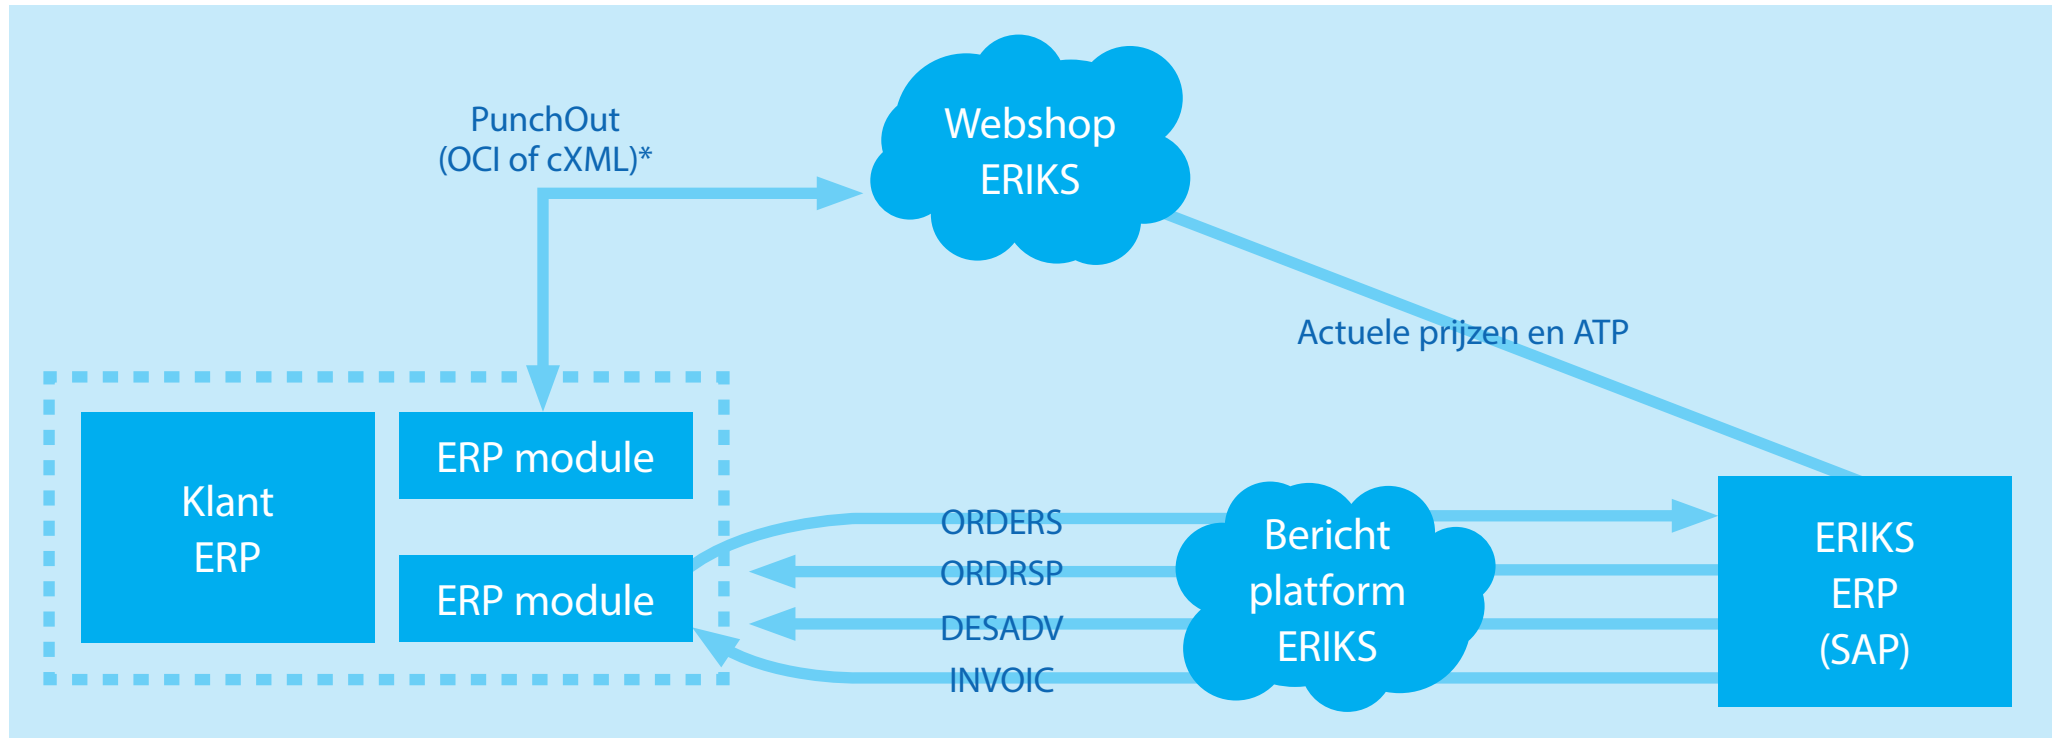 PunchOut
(OCI of cXML)*
Webshop
ERIKS
Actuele prijzen en ATP
Klant
ERP
ERP module
ERP module
ORDERS
ORDRSP
DESADV
INVOIC
Bericht
platform
ERIKS
ERIKS
ERP
(SAP)